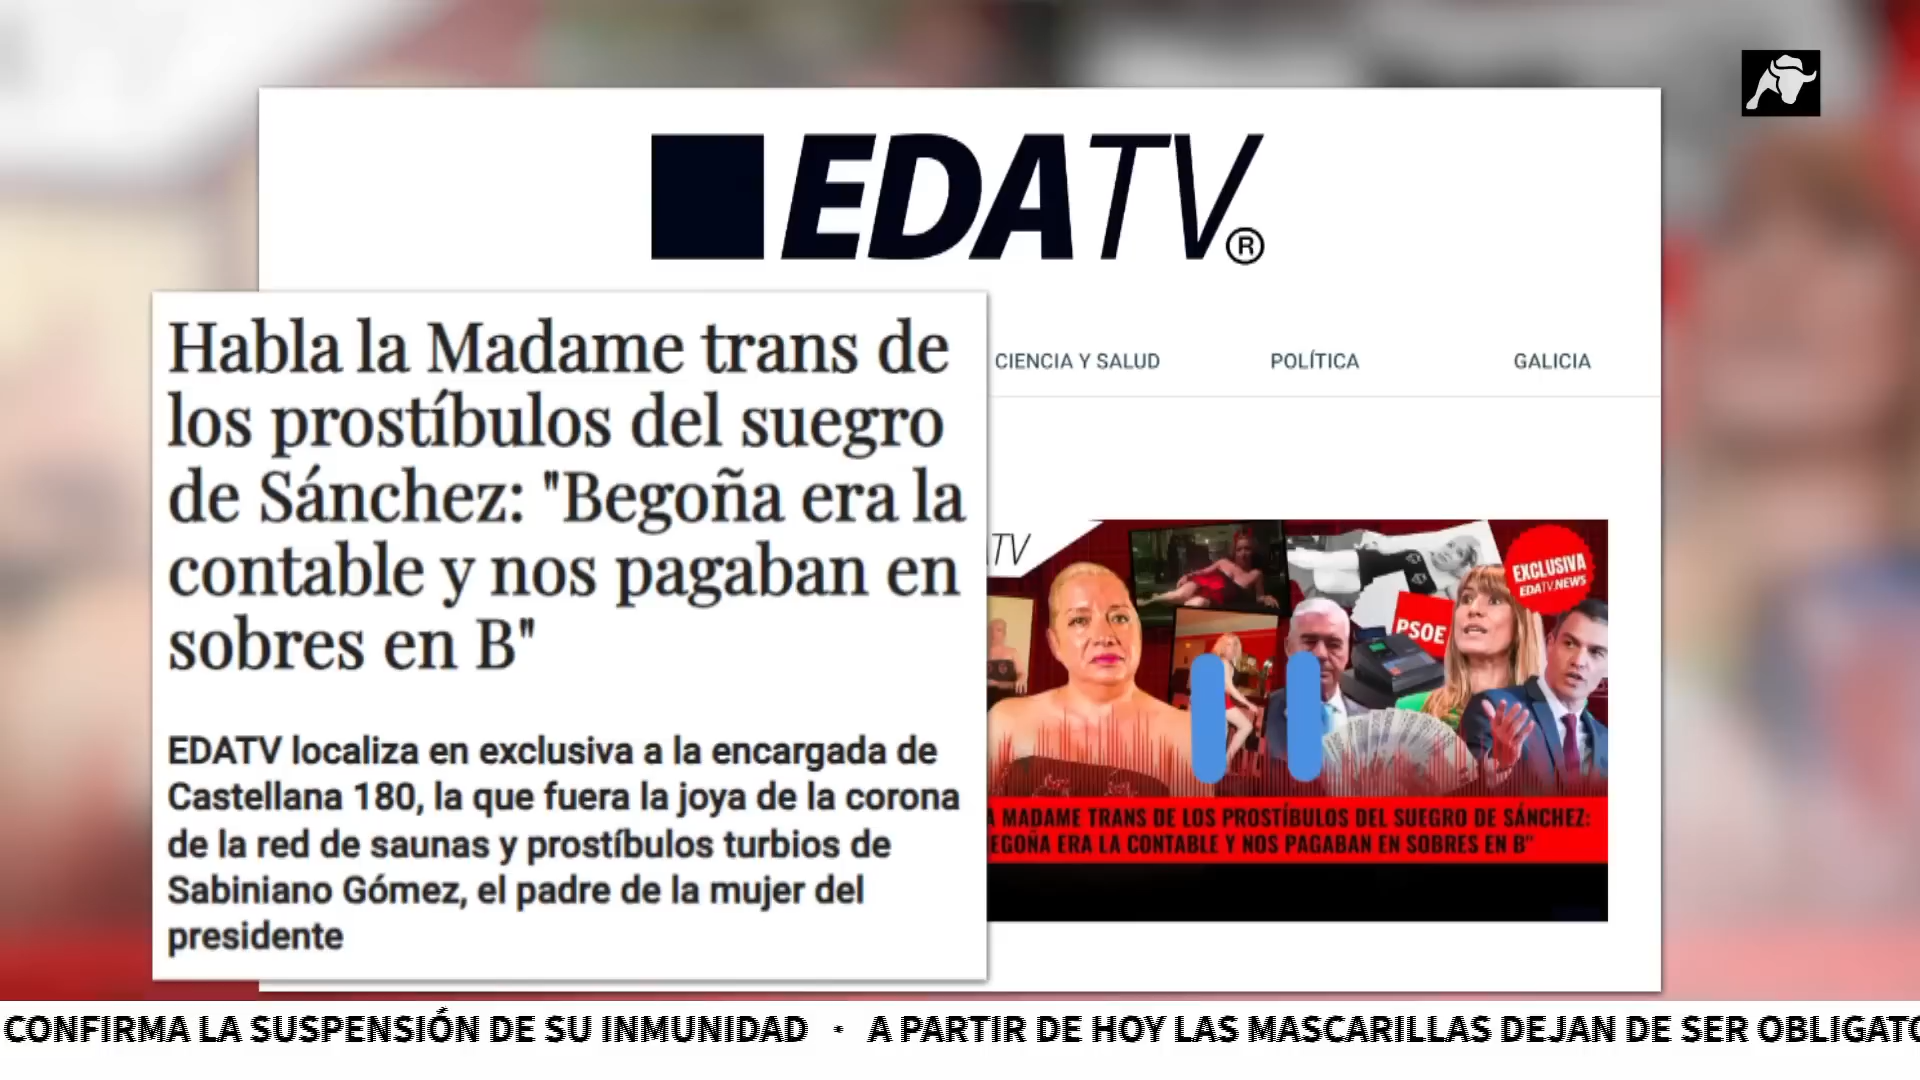 EDATV®
Habla la Madame trans de
los prostíbulos del suegro
de Sánchez: "Begoña era la
contable y nos pagaban en
sobres en B"
EDATV localiza en exclusiva a la encargada de
Castellana 180, la que fuera la joya de la corona
de la red de saunas y prostíbulos turbios de
Sabiniano Gómez, el padre de la mujer del
presidente
CIENCIA Y SALUD POLÍTICA GALICIA
ATV
EXCLUSIVA
EDATV.NEWS
PSOE
A MADAME TRANS DE LOS PROSTÍBULOS DEL SUEGRO DE SÁNCHEZ:
EGOÑA ERA LA CONTABLE Y NOS PAGABAN EN SOBRES EN B"
CONFIRMA LA SUSPENSIÓN DE SU INMUNIDAD · A PARTIR DE HOY LAS MASCARILLAS DEJAN DE SER OBLIGATO